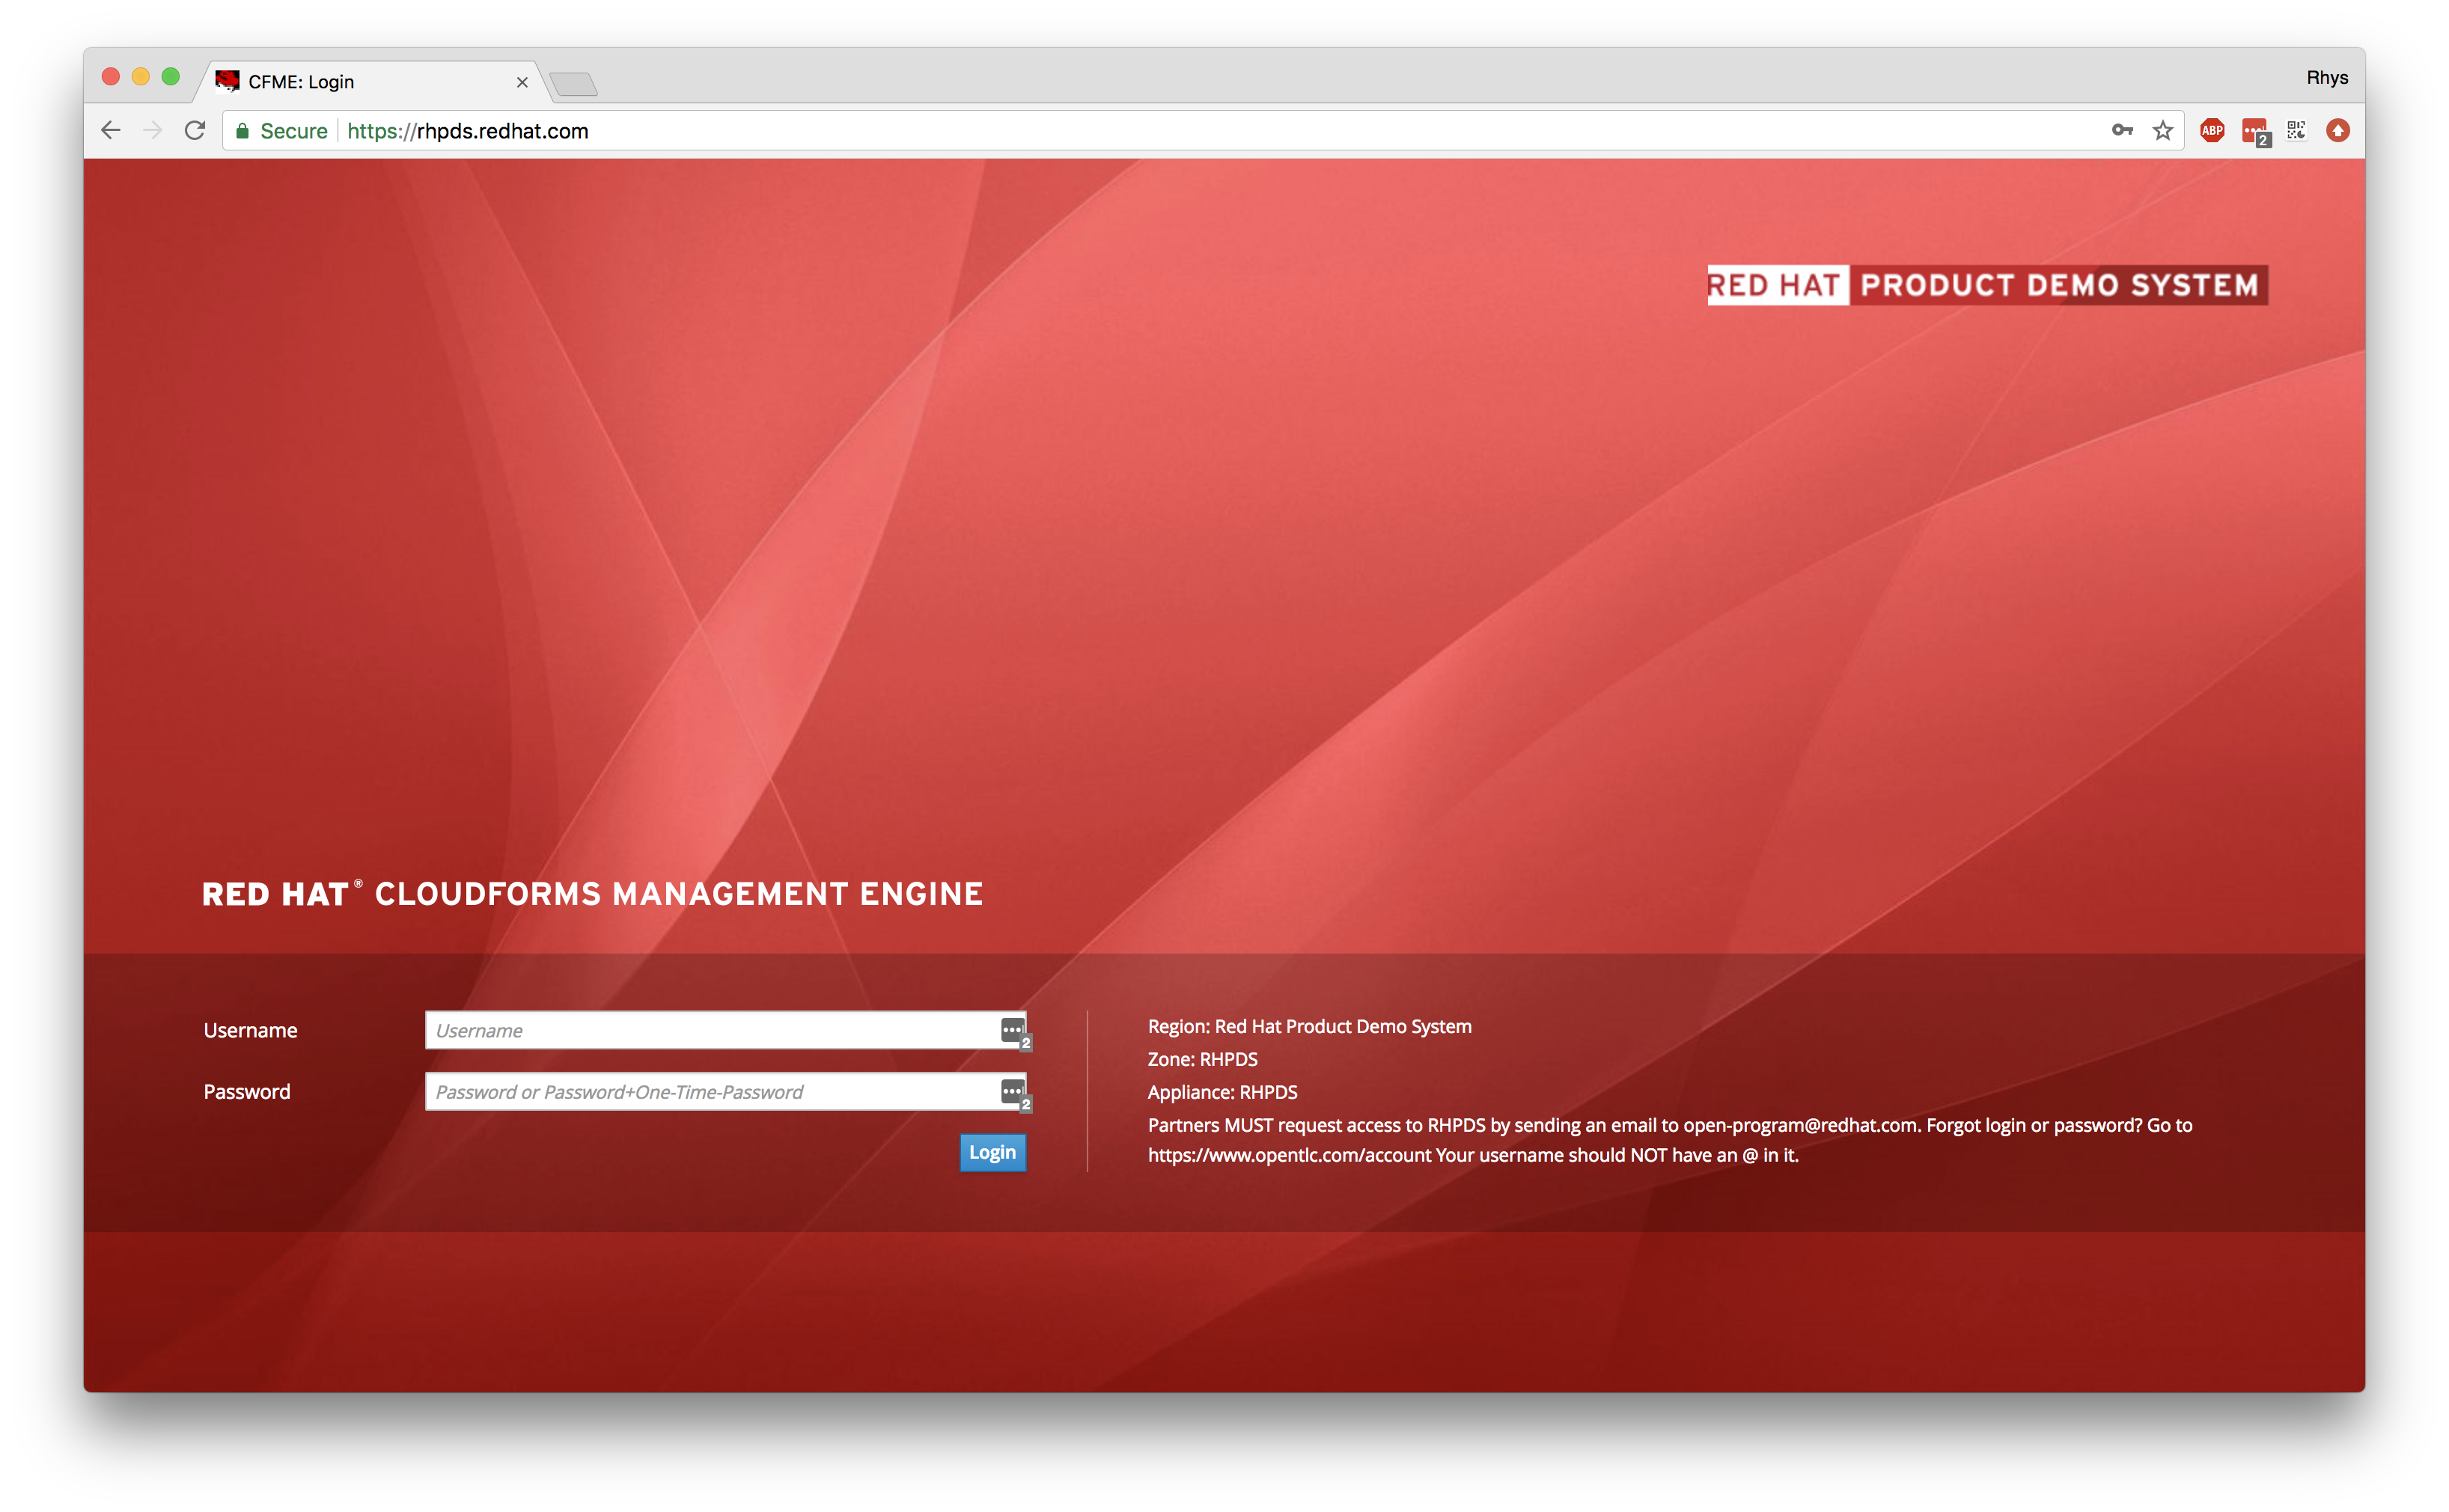 CFME: Login
Rhys
Secure https://rhpds.redhat.com
ABP
2
RED HAT PRODUCT DEMO SYSTEM
RED HAT® CLOUDFORMS MANAGEMENT ENGINE
Username
Username
2
Password
Password or Password+One-Time-Password
2
Login
Region: Red Hat Product Demo System
Zone: RHPDS
Appliance: RHPDS
Partners MUST request access to RHPDS by sending an email to open-program@redhat.com. Forgot login or password? Go to
https://www.opentlc.com/account Your username should NOT have an @ in it.